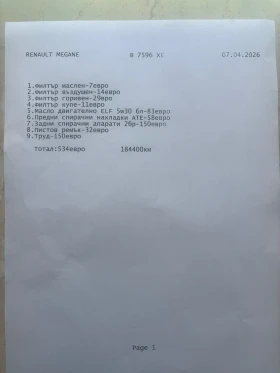 RENAULT MEGANE В 7596 ХС 07.04.2026
1.Филтър маслен-7евро
2.Филтър въздушен-14евро
3.Филтър горивен-29евро
4.Филтър купе-11евро
5.Масло двигателно ELF 5w30 6л-83евро
6.Предни спирачни накладки ATE-58евро
7.Задни спирачни апарати 2бр-150евро
8.Пистов ремък-32евро
9.Труд-150евро
тотал:534евро 184400км
Page 1